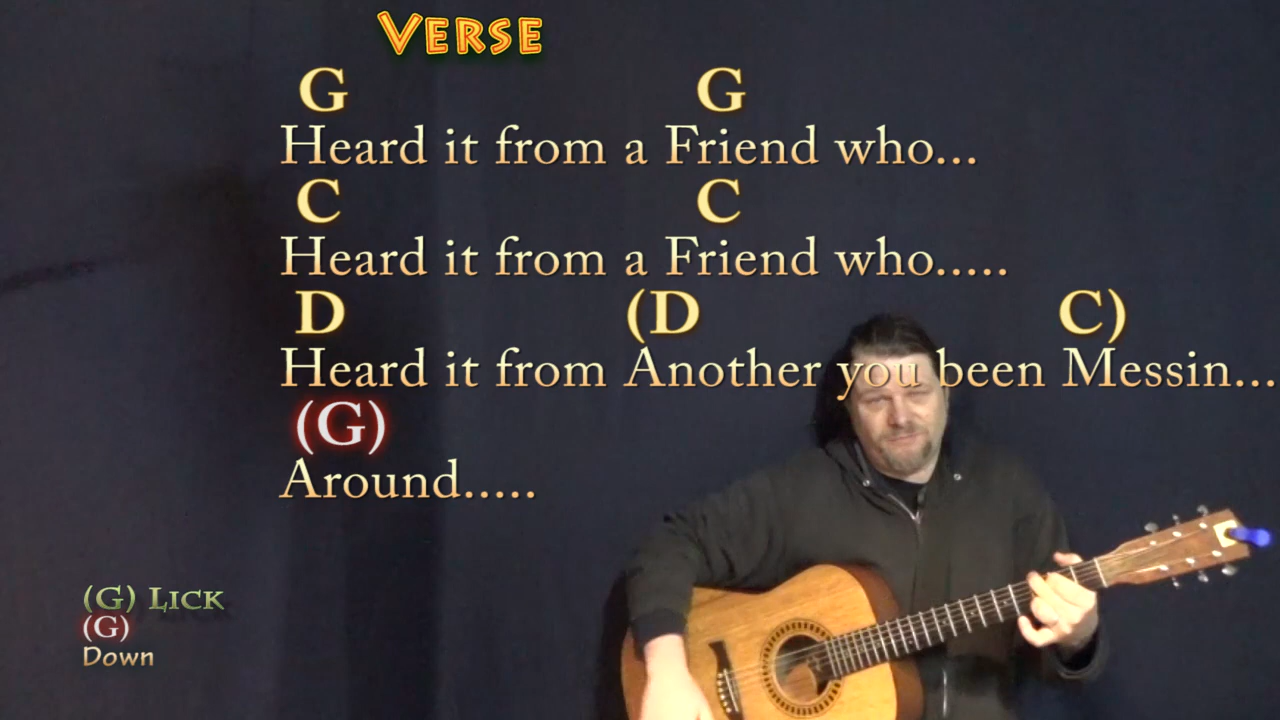 VERSE
G G
Heard it from a Friend who...
C C
Heard it from a Friend who.....
D (D C)
Heard it from Another you been Messin...
(G)
Around.....
(G) LICK
(G)
Down